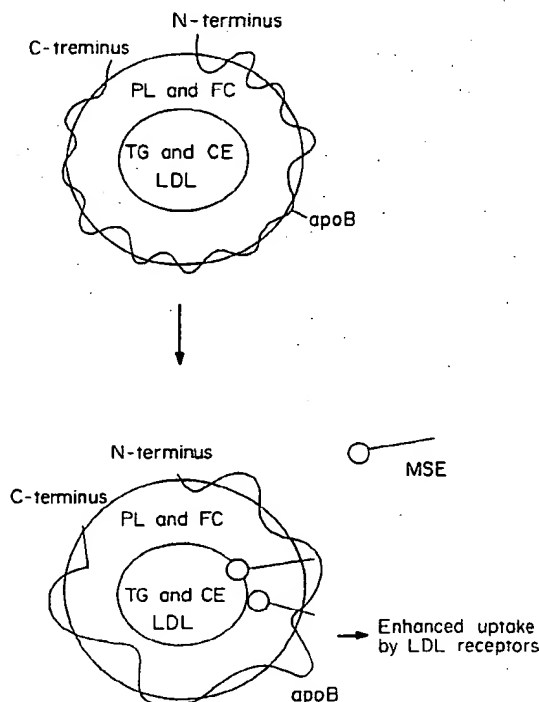 N-terminus
C-treminus
PL and FC
TG and CE
LDL
apoB
N-terminus
MSE
C-terminus
PL and FC
TG and CE
LDL
Enhanced uptake
by LDL receptors
apoB